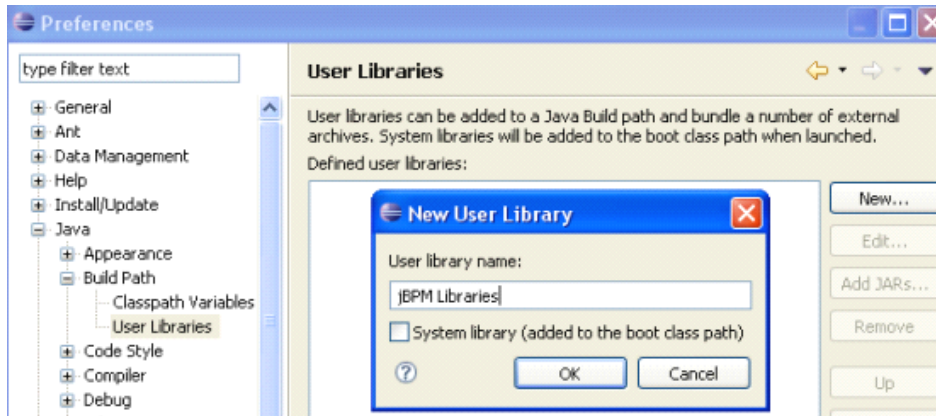 Preferences
type filter text
General
Ant
Data Management
Help
Install/Update
Java
Appearance
Build Path
Classpath Variables
User Libraries
Code Style
Compiler
Debug
User Libraries
User libraries can be added to a Java Build path and bundle a number of external
archives. System libraries will be added to the boot class path when launched.
Defined user libraries:
New...
Edit...
Add JARs...
Remove
Up
New User Library
User library name:
jBPM Libraries
System library (added to the boot class path)
OK
Cancel